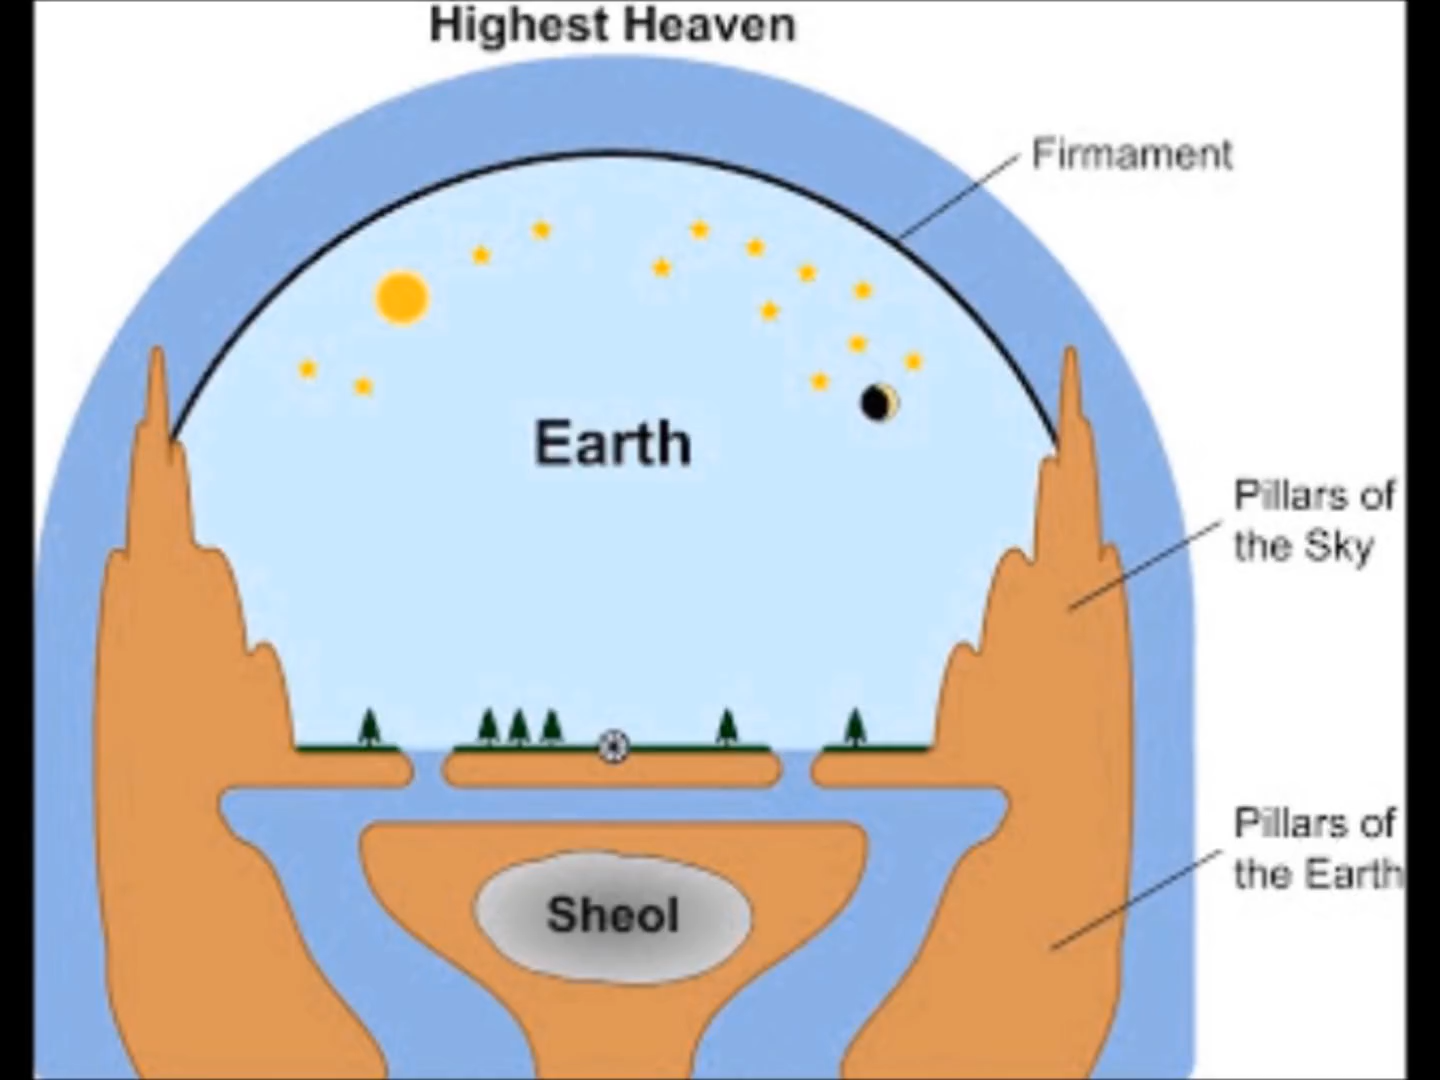 Highest Heaven
Firmament
Earth
Pillars of
the Sky
Pillars of
the Earth
Sheol